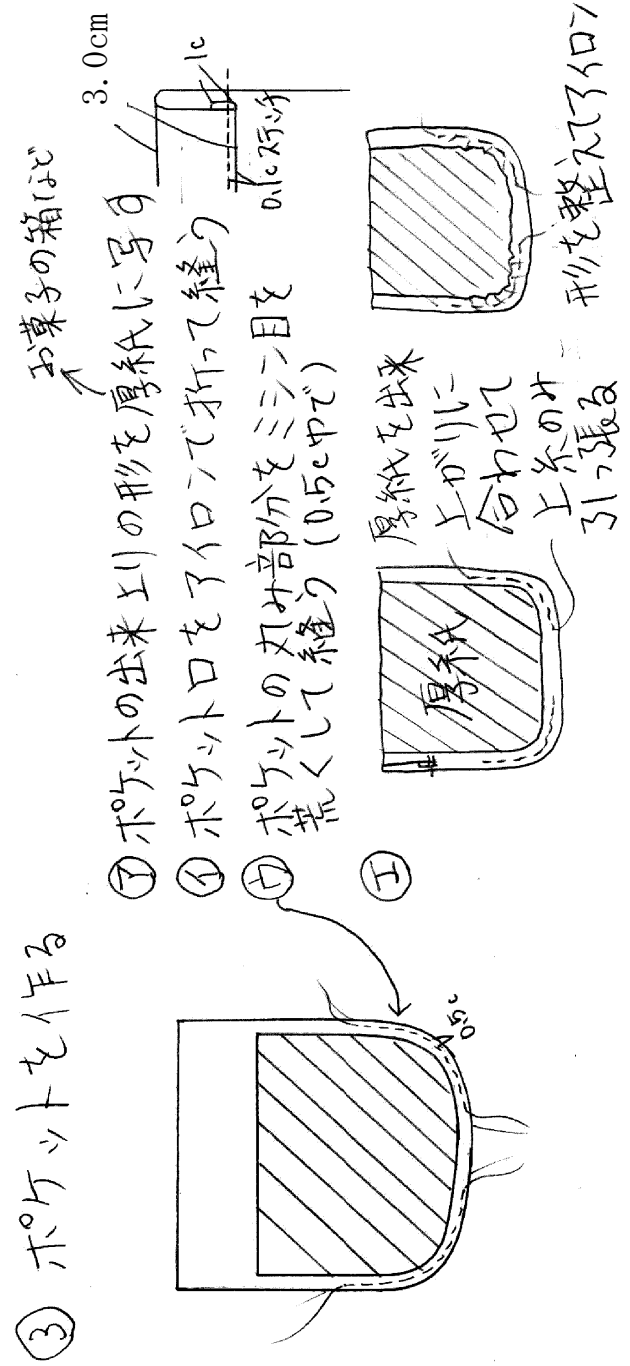 ③ ポケットを作る
0.5c
㋐ ポケットの出来上りの形を厚紙に写す
お菓子の箱など
㋑ ポケット口をアイロンで折って縫う
3.0cm
1c
0.1cステッチ
㋒ ポケットの丸み部分をミシン目を
荒くして縫う(0.5c巾で)
㋓
厚紙
厚紙を出来
上がりに
合わせて
上糸のみ
引っ張る
形を整えてアイロン